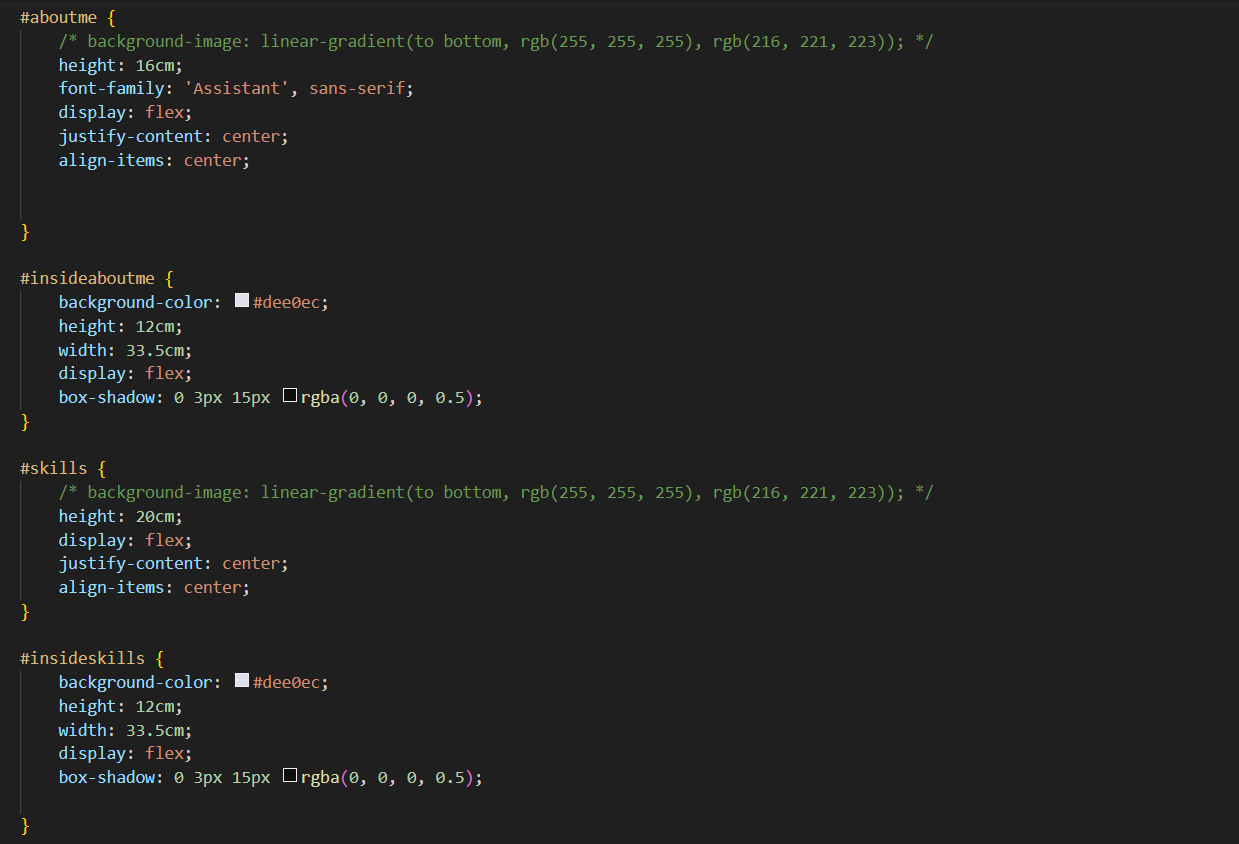 #aboutme {
    /* background-image: linear-gradient(to bottom, rgb(255, 255, 255), rgb(216, 221, 223)); */
    height: 16cm;
    font-family: 'Assistant', sans-serif;
    display: flex;
    justify-content: center;
    align-items: center;
}
#insideaboutme {
    background-color: #dee0ec;
    height: 12cm;
    width: 33.5cm;
    display: flex;
    box-shadow: 0 3px 15px rgba(0, 0, 0, 0.5);
}
#skills {
    /* background-image: linear-gradient(to bottom, rgb(255, 255, 255), rgb(216, 221, 223)); */
    height: 20cm;
    display: flex;
    justify-content: center;
    align-items: center;
}
#insideskills {
    background-color: #dee0ec;
    height: 12cm;
    width: 33.5cm;
    display: flex;
    box-shadow: 0 3px 15px rgba(0, 0, 0, 0.5);
}